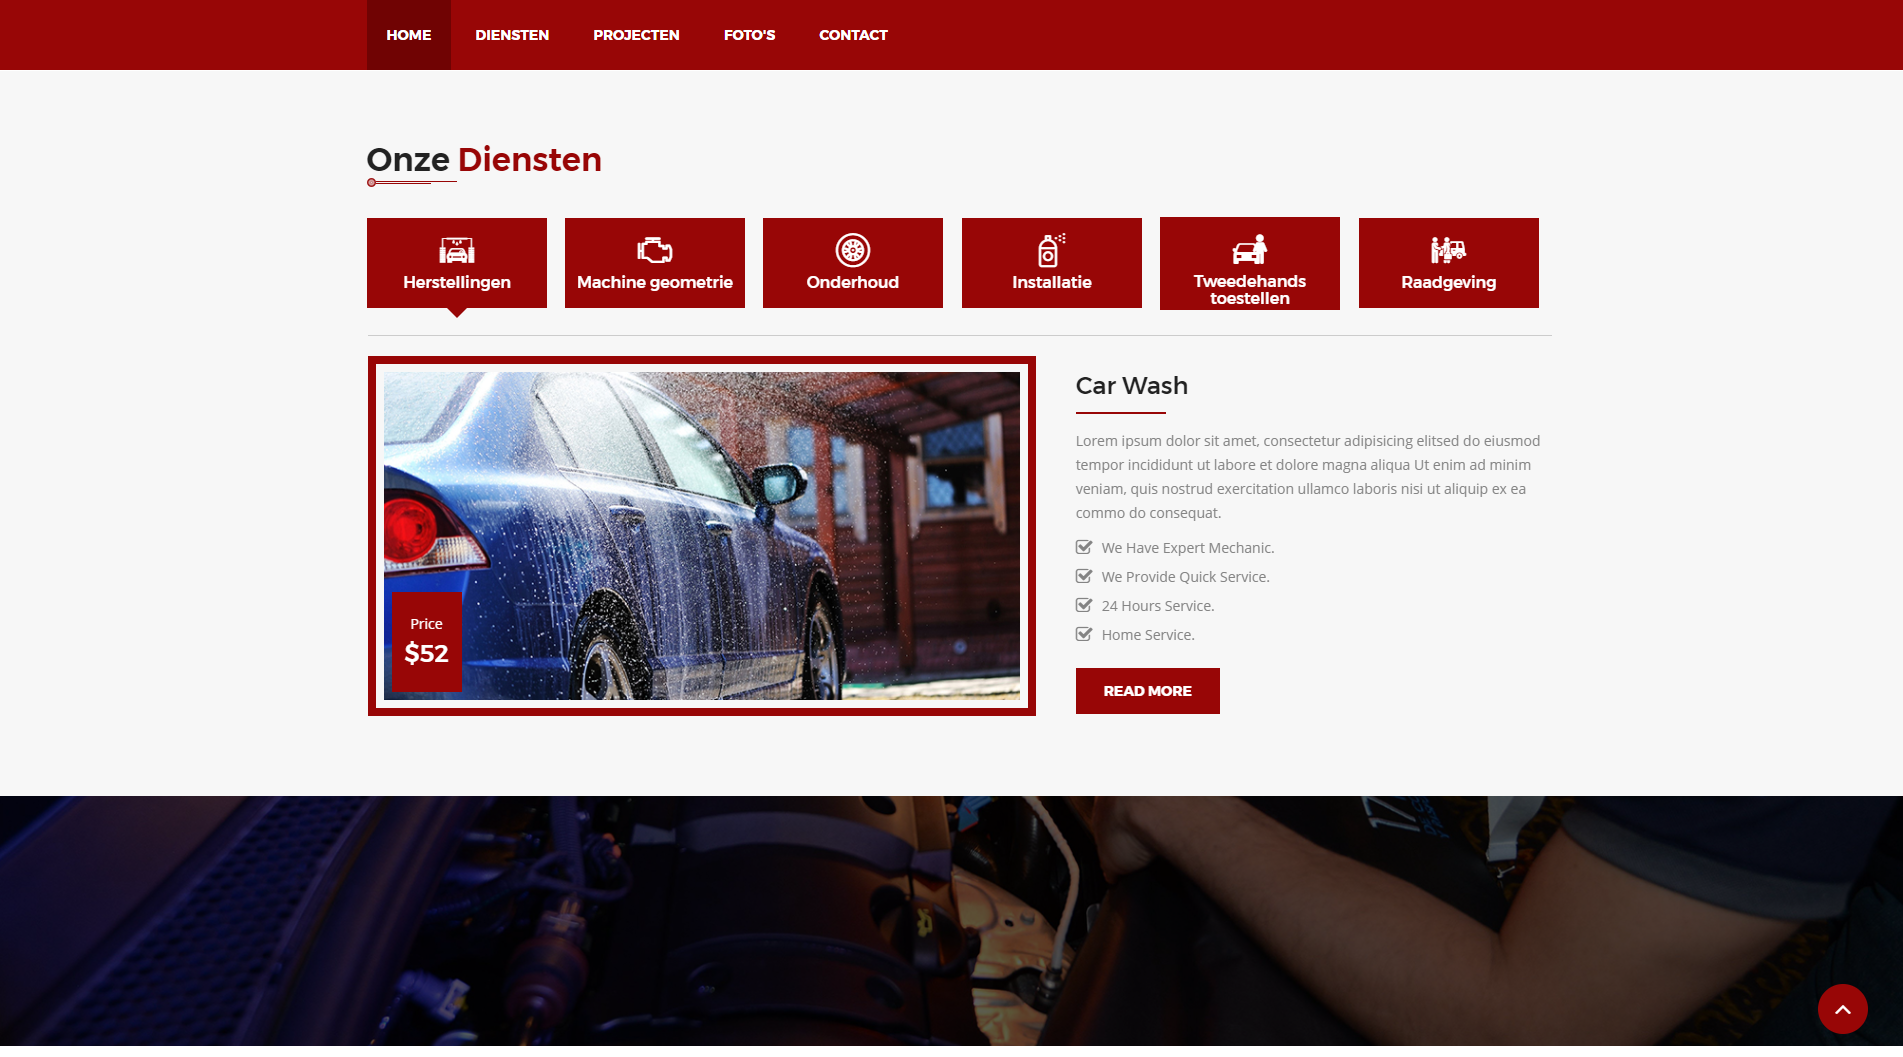 HOME DIENSTEN PROJECTEN FOTO'S CONTACT
Onze Diensten
Herstellingen
Machine geometrie
Onderhoud
Installatie
Tweedehands
toestellen
Raadgeving
Car Wash
Lorem ipsum dolor sit amet, consectetur adipisicing elitsed do eiusmod
tempor incididunt ut labore et dolore magna aliqua Ut enim ad minim
veniam, quis nostrud exercitation ullamco laboris nisi ut aliquip ex ea
commo do consequat.
We Have Expert Mechanic.
We Provide Quick Service.
24 Hours Service.
Home Service.
Price
$52
READ MORE